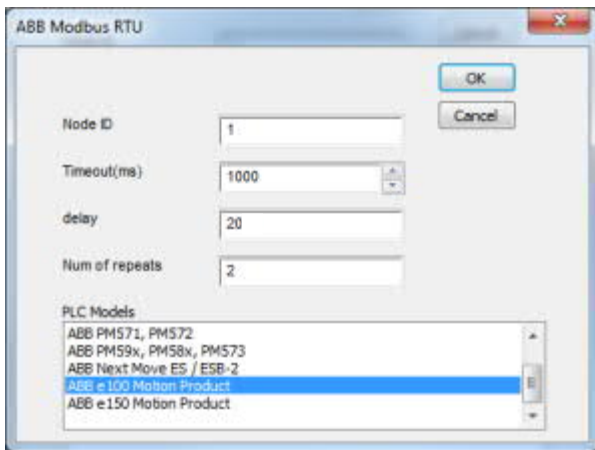 ABB Modbus RTU
OK
Node ID
1
Cancel
Timeout(ms)
1000
delay
20
Num of repeats
2
PLC Models
ABB PM571, PM572
ABB PM59x, PM58x, PM573
ABB Next Move ES / ESB-2
ABB e100 Motion Product
ABB e150 Motion Product